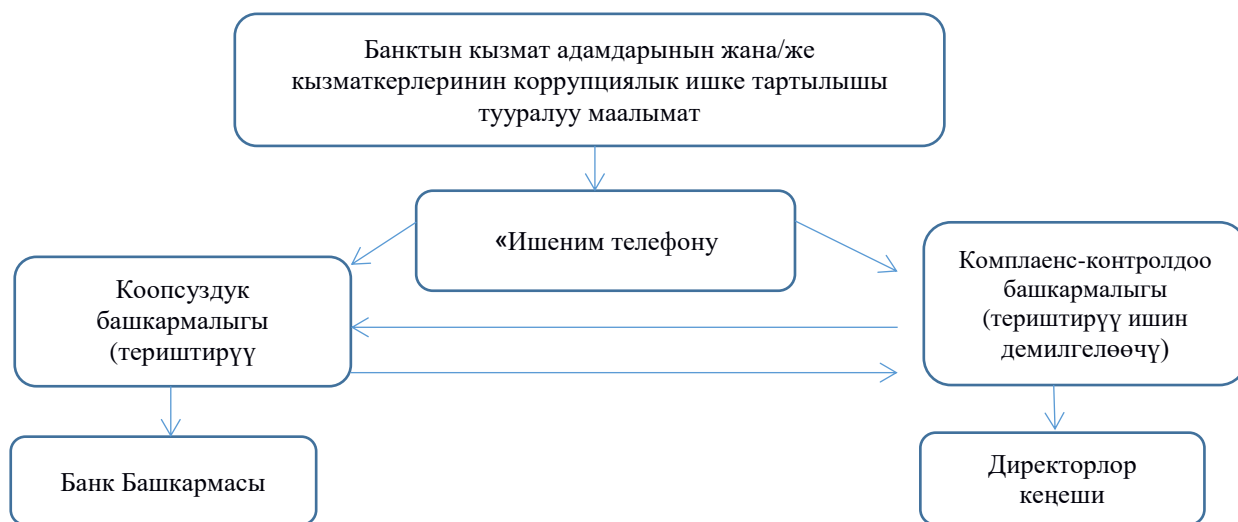 Банктын кызмат адамдарынын жана/же
кызматкерлеринин коррупциялык ишке тартылышы
тууралуу маалымат
«Ишеним телефону
Коопсуздук
башкармалыгы
(териштирүү
Комплаенс-контролдоо
башкармалыгы
(териштирүү ишин
демилгелөөчү)
Банк Башкармасы
Директорлор
кеңеши